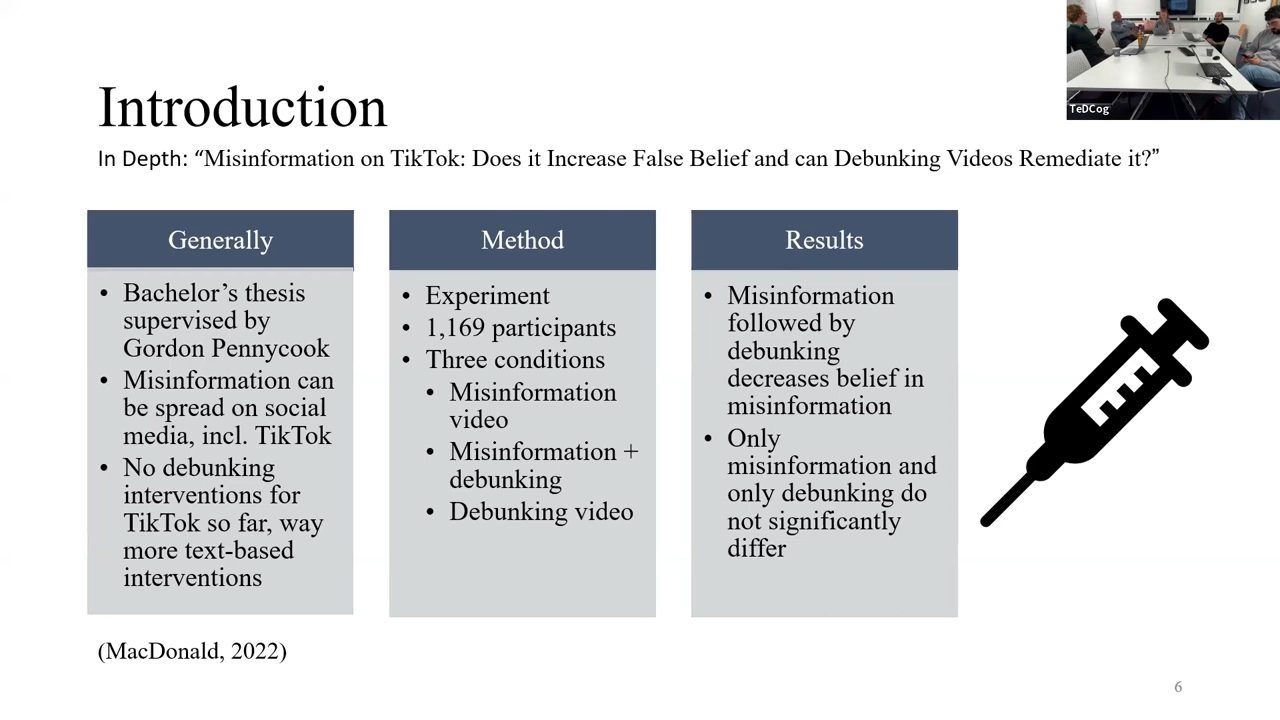 TeDCog
Introduction
In Depth: “Misinformation on TikTok: Does it Increase False Belief and can Debunking Videos Remediate it?”
Generally
• Bachelor’s thesis
supervised by
Gordon Pennycook
• Misinformation can
be spread on social
media, incl. TikTok
• No debunking
interventions for
TikTok so far, way
more text-based
interventions
Method
• Experiment
• 1,169 participants
• Three conditions
• Misinformation
video
• Misinformation +
debunking
• Debunking video
Results
• Misinformation
followed by
debunking
decreases belief in
misinformation
• Only
misinformation and
only debunking do
not significantly
differ
(MacDonald, 2022)
6